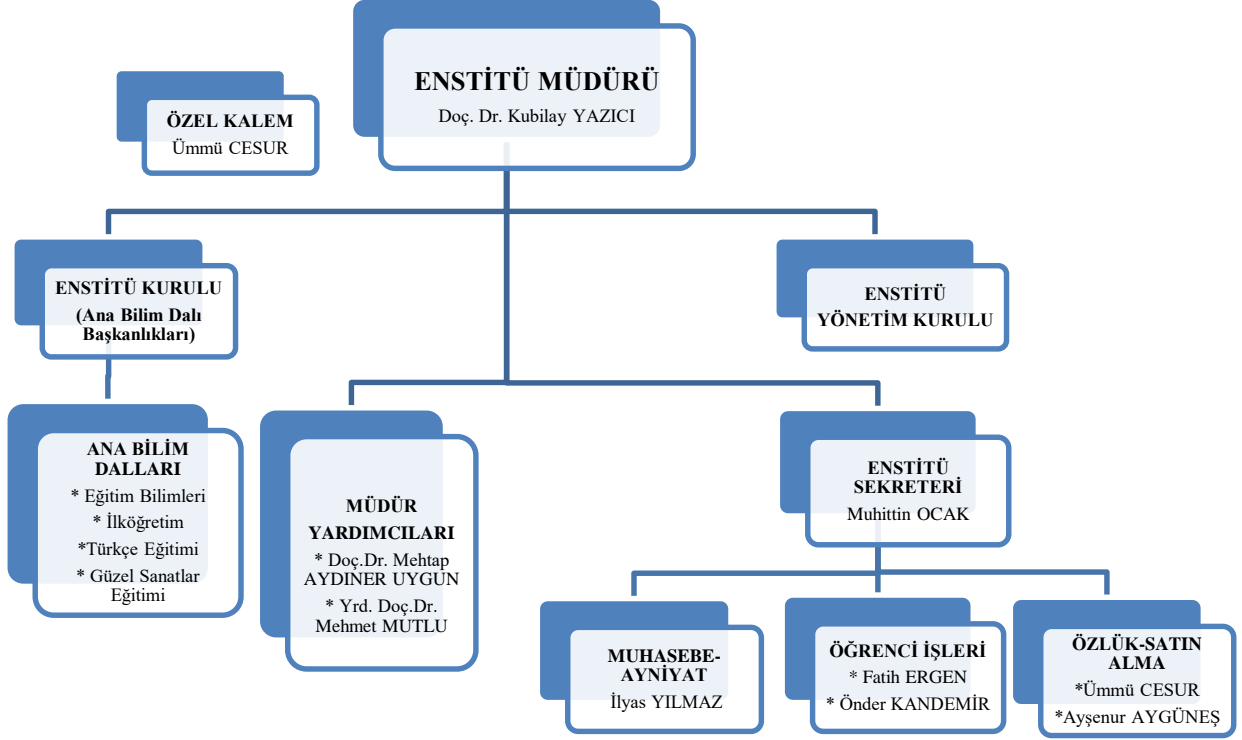 ENSTİTÜ MÜDÜRÜ
Doç. Dr. Kubilay YAZICI
ÖZEL KALEM
Ümmü CESUR
ENSTİTÜ KURULU
(Ana Bilim Dalı
Başkanlıkları)
ENSTİTÜ
YÖNETİM KURULU
ANA BİLİM
DALLARI
* Eğitim Bilimleri
* İlköğretim
*Türkçe Eğitimi
* Güzel Sanatlar
Eğitimi
MÜDÜR
YARDIMCILARI
* Doç.Dr. Mehtap
AYDINER UYGUN
* Yrd. Doç.Dr.
Mehmet MUTLU
ENSTİTÜ
SEKRETERİ
Muhittin OCAK
MUHASEBE-
AYNİYAT
İlyas YILMAZ
ÖĞRENCİ İŞLERİ
* Fatih ERGEN
* Önder KANDEMİR
ÖZLÜK-SATIN
ALMA
*Ümmü CESUR
*Ayşenur AYGÜNEŞ